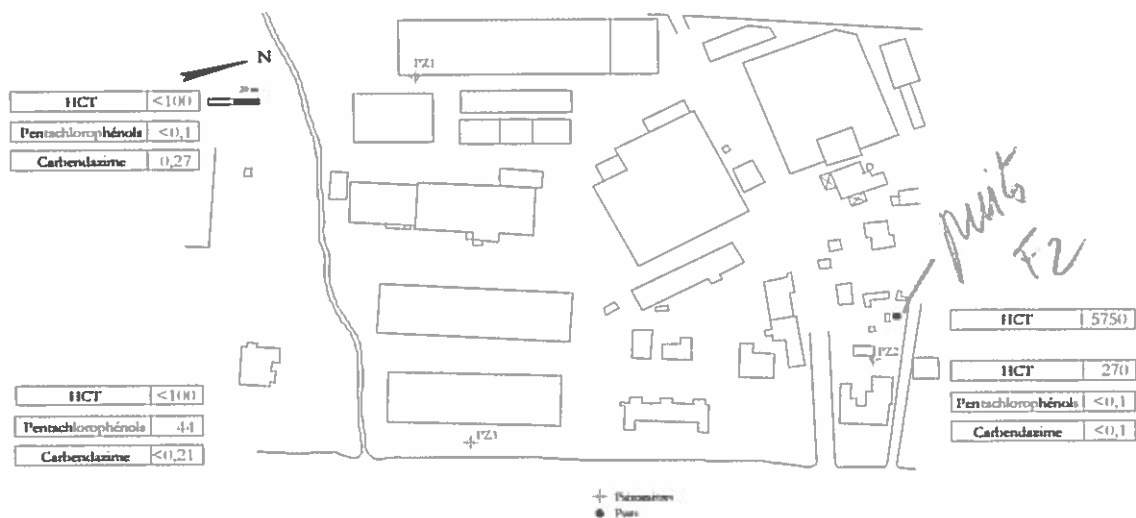 N
20 m
HCT <100
Pentachlorophénols <0,1
Carbendazime 0,27
PZ1
puits
F2
HCT 5750
PZ2
HCT 270
Pentachlorophénols <0,1
Carbendazime <0,1
HCT <100
Pentachlorophénols 44
Carbendazime <0,21
PZ3
Piézomètres
Puits